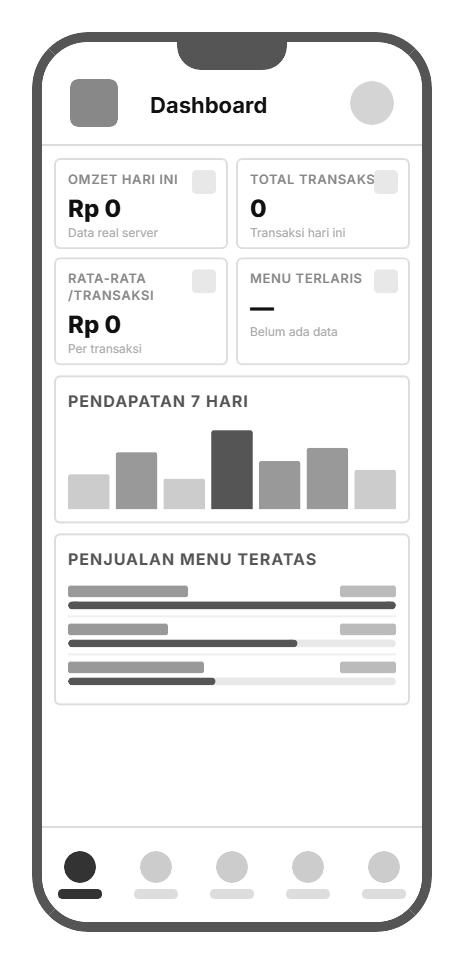 Dashboard
OMZET HARI INI
Rp 0
Data real server
TOTAL TRANSAKS
0
Transaksi hari ini
RATA-RATA
/TRANSAKSI
Rp 0
Per transaksi
MENU TERLARIS
—
Belum ada data
PENDAPATAN 7 HARI
PENJUALAN MENU TERATAS